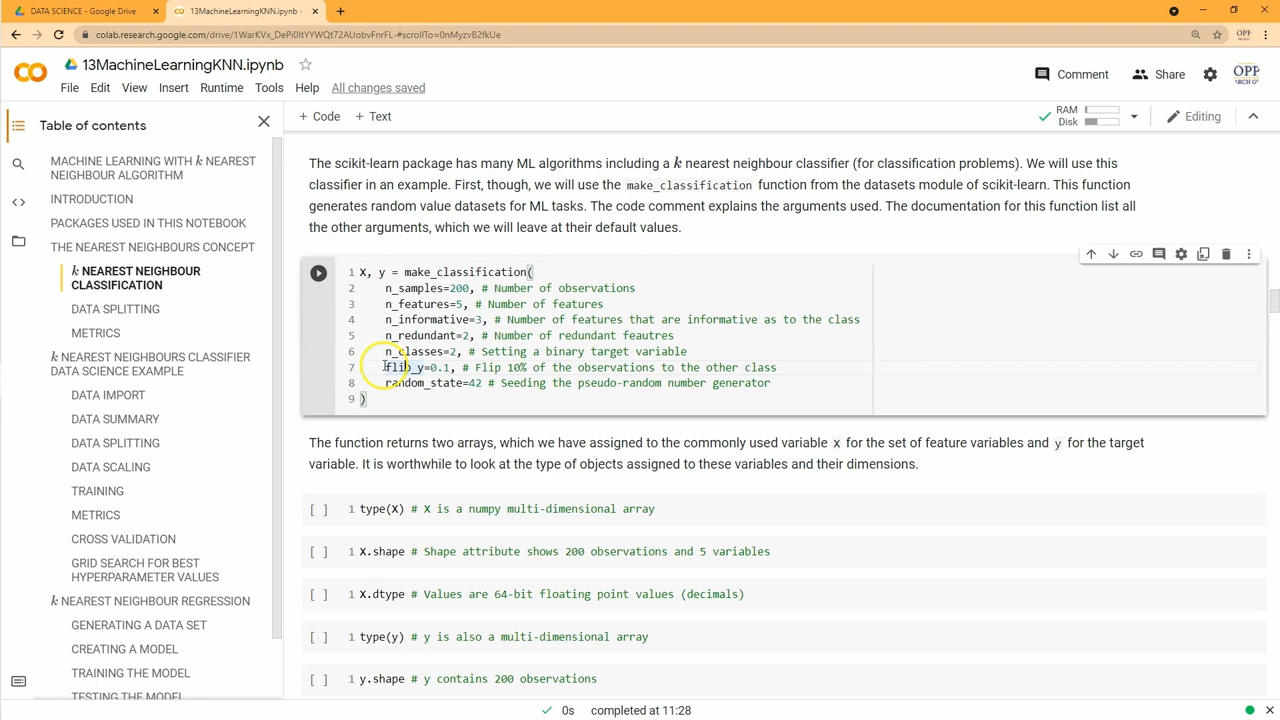 DATA SCIENCE - Google Drive
13MachineLearningKNN.ipynb -
colab.research.google.com/drive/1WarKVx_DePi0ItYYWQt72AUobvFnrFL-#scrollTo=0nMyzvB2fkUe
13MachineLearningKNN.ipynb
Comment
Share
OPP
File Edit View Insert Runtime Tools Help All changes saved
Table of contents
MACHINE LEARNING WITH k NEAREST
NEIGHBOUR ALGORITHM
INTRODUCTION
PACKAGES USED IN THIS NOTEBOOK
THE NEAREST NEIGHBOURS CONCEPT
k NEAREST NEIGHBOUR
CLASSIFICATION
DATA SPLITTING
METRICS
k NEAREST NEIGHBOURS CLASSIFIER
DATA SCIENCE EXAMPLE
DATA IMPORT
DATA SUMMARY
DATA SPLITTING
DATA SCALING
TRAINING
METRICS
CROSS VALIDATION
GRID SEARCH FOR BEST
HYPERPARAMETER VALUES
k NEAREST NEIGHBOUR REGRESSION
GENERATING A DATA SET
CREATING A MODEL
TRAINING THE MODEL
TESTING THE MODEL
+ Code + Text
RAM
Disk
Editing
The scikit-learn package has many ML algorithms including a k nearest neighbour classifier (for classification problems). We will use this
classifier in an example. First, though, we will use the make_classification function from the datasets module of scikit-learn. This function
generates random value datasets for ML tasks. The code comment explains the arguments used. The documentation for this function list all
the other arguments, which we will leave at their default values.
1 X, y = make_classification(
2 n_samples=200, # Number of observations
3 n_features=5, # Number of features
4 n_informative=3, # Number of features that are informative as to the class
5 n_redundant=2, # Number of redundant feautres
6 n_classes=2, # Setting a binary target variable
7 flip_y=0.1, # Flip 10% of the observations to the other class
8 random_state=42 # Seeding the pseudo-random number generator
9 )
The function returns two arrays, which we have assigned to the commonly used variable X for the set of feature variables and y for the target
variable. It is worthwhile to look at the type of objects assigned to these variables and their dimensions.
[ ] 1 type(X) # X is a numpy multi-dimensional array
[ ] 1 X.shape # Shape attribute shows 200 observations and 5 variables
[ ] 1 X.dtype # Values are 64-bit floating point values (decimals)
[ ] 1 type(y) # y is also a multi-dimensional array
[ ] 1 y.shape # y contains 200 observations
0s completed at 11:28